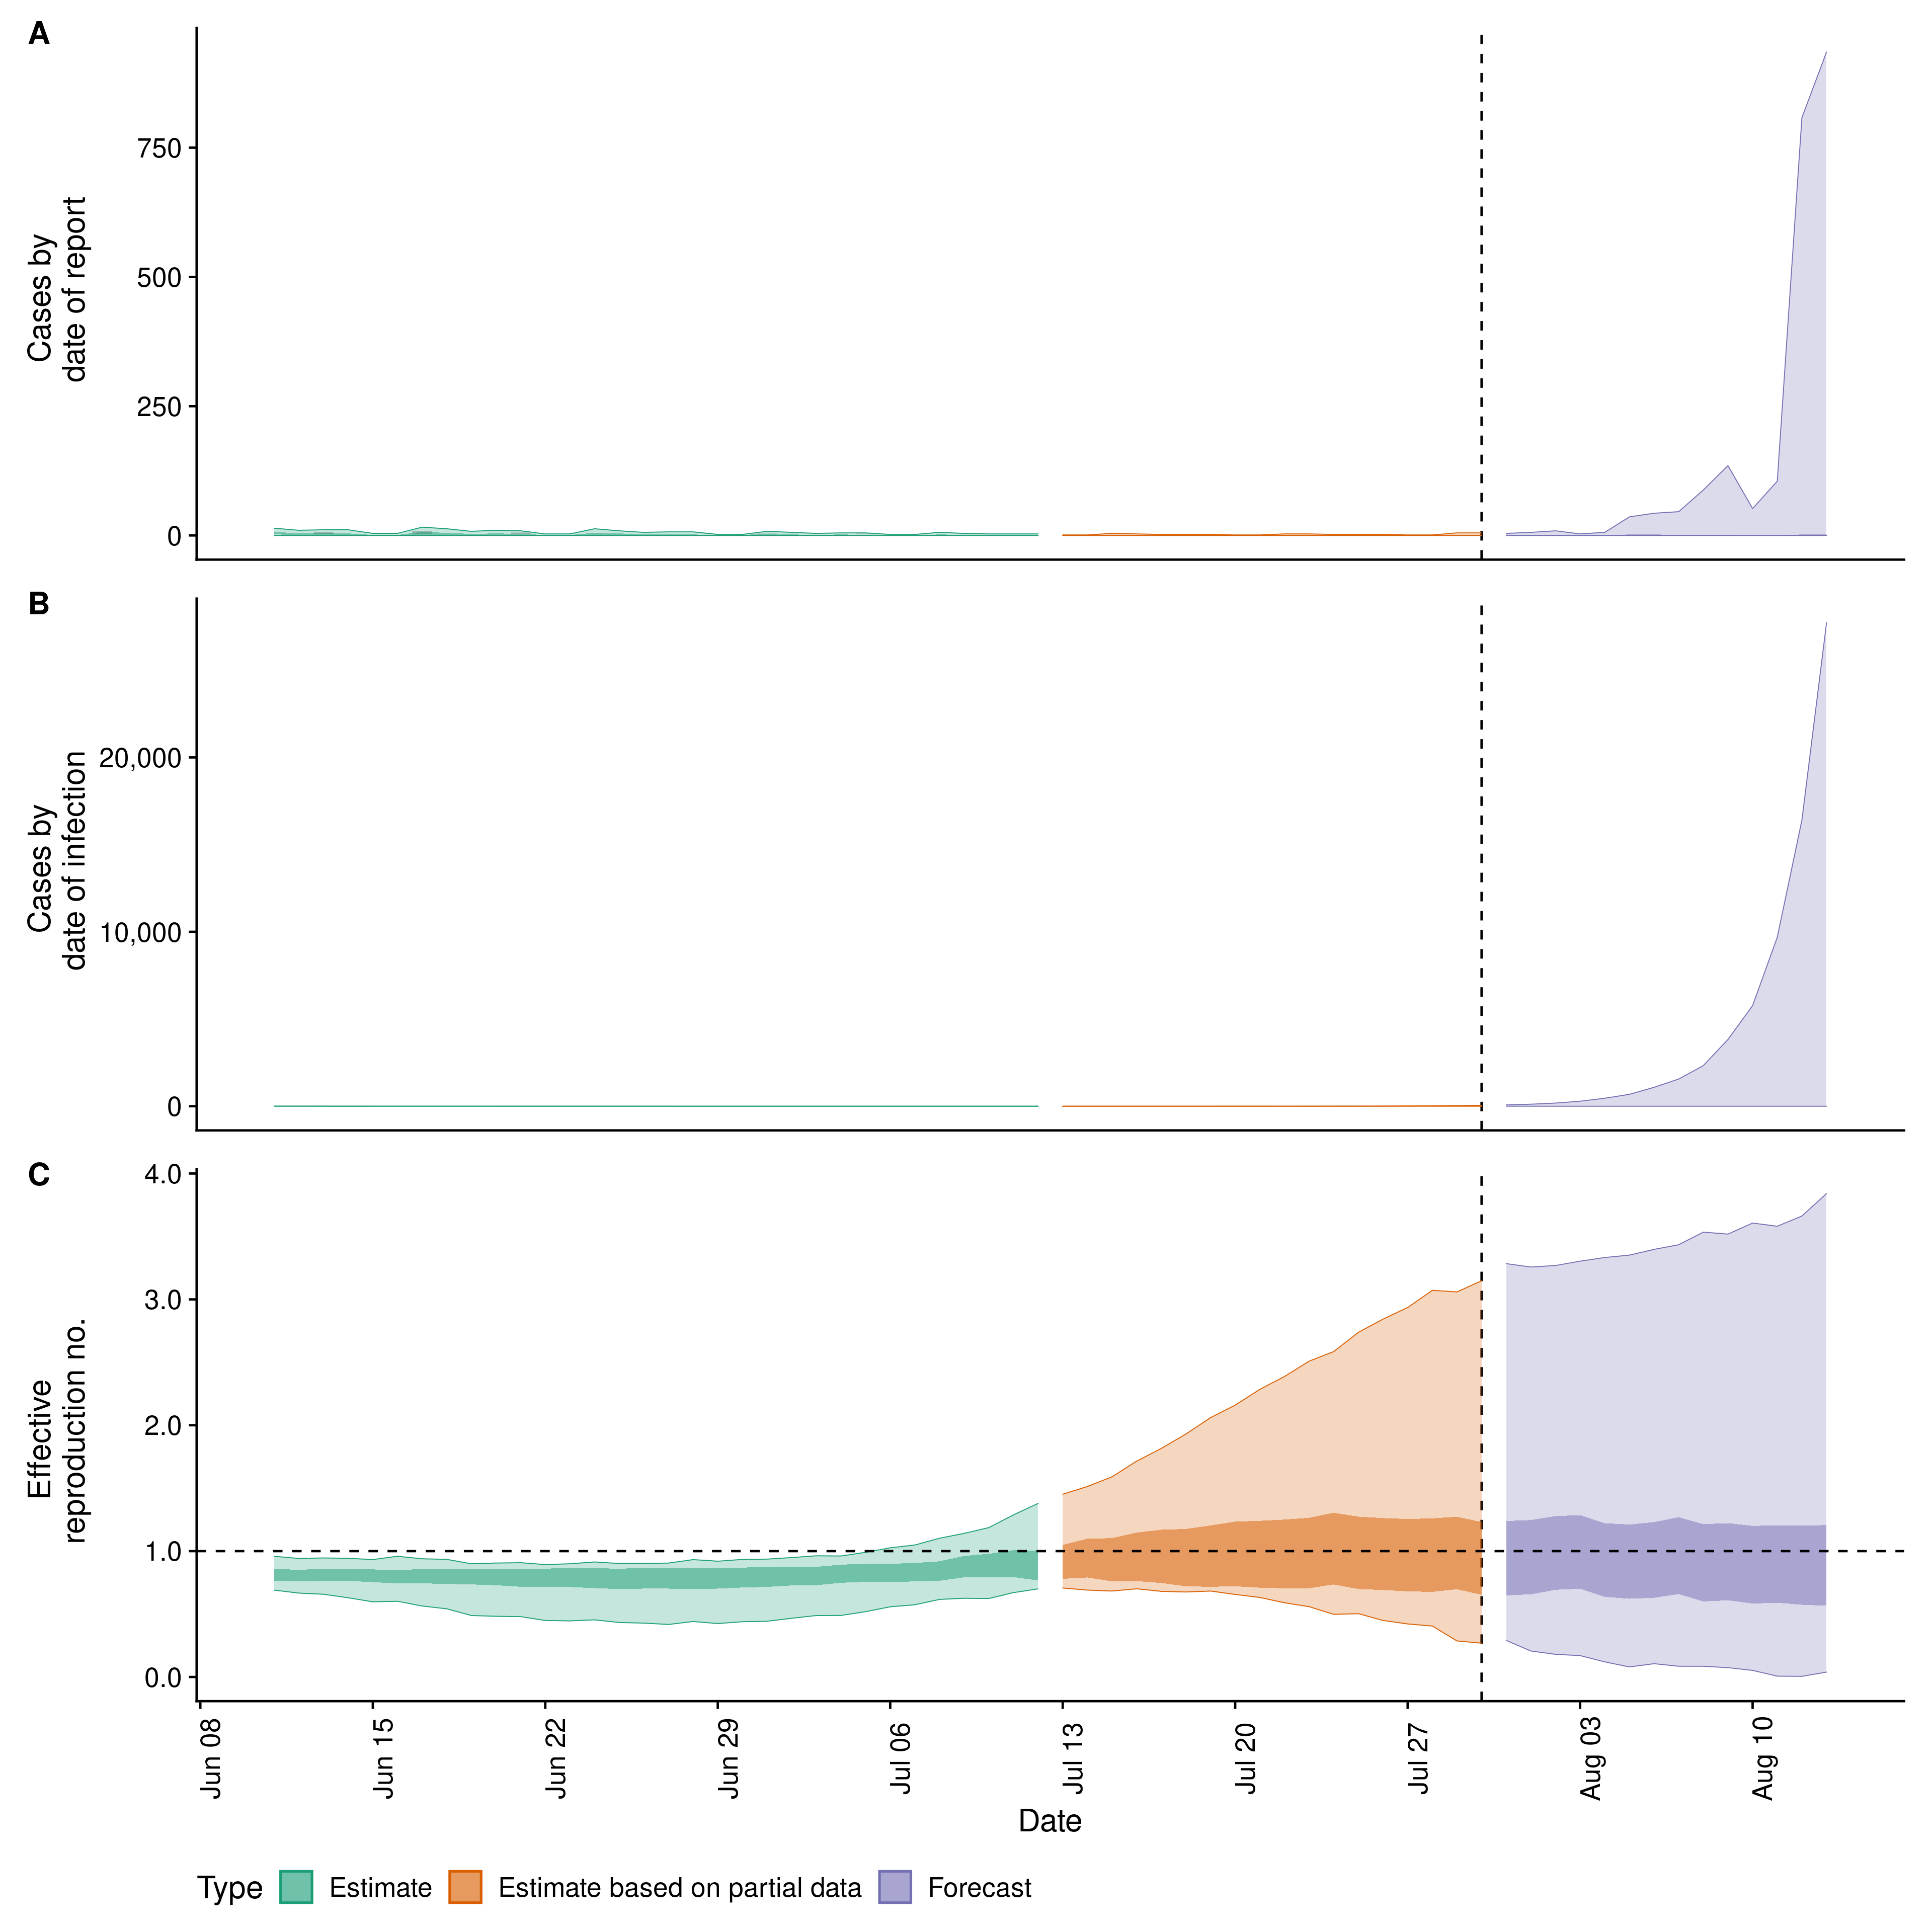 A
Cases by
date of report
750
500
250
0
B
Cases by
date of infection
20,000
10,000
0
C
Effective
reproduction no.
4.0
3.0
2.0
1.0
0.0
Jun 08
Jun 15
Jun 22
Jun 29
Jul 06
Jul 13
Jul 20
Jul 27
Aug 03
Aug 10
Date
Type Estimate Estimate based on partial data Forecast